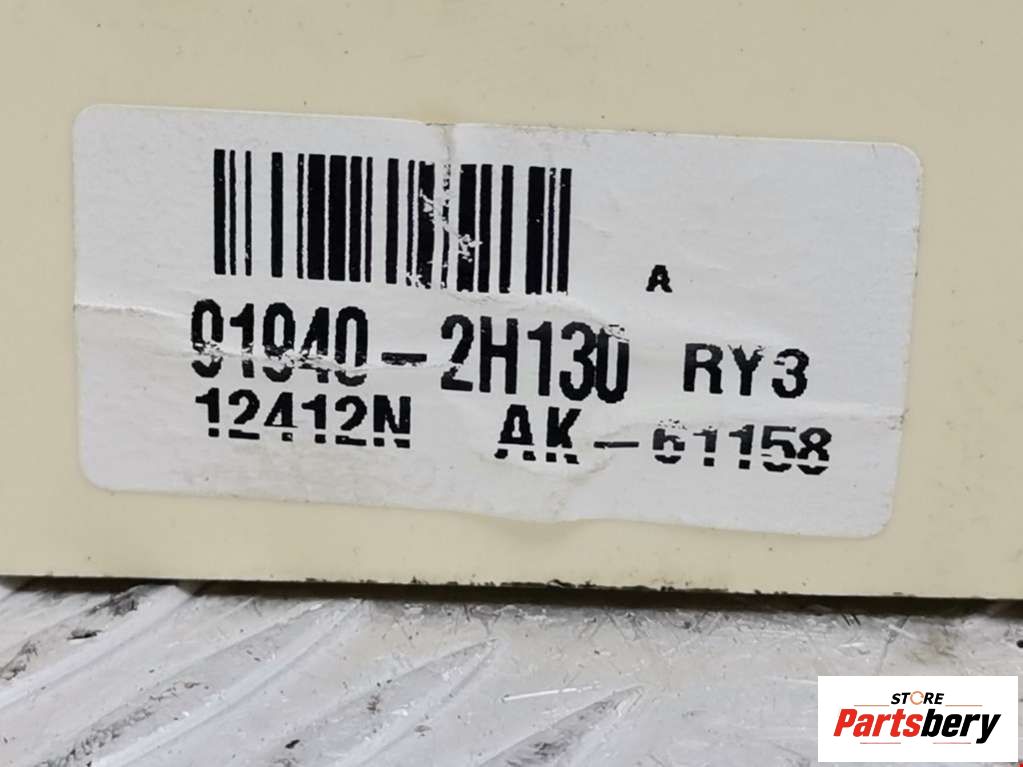 A
91940-2H130 RY3
12412N AK-61158
STORE
Partsbery